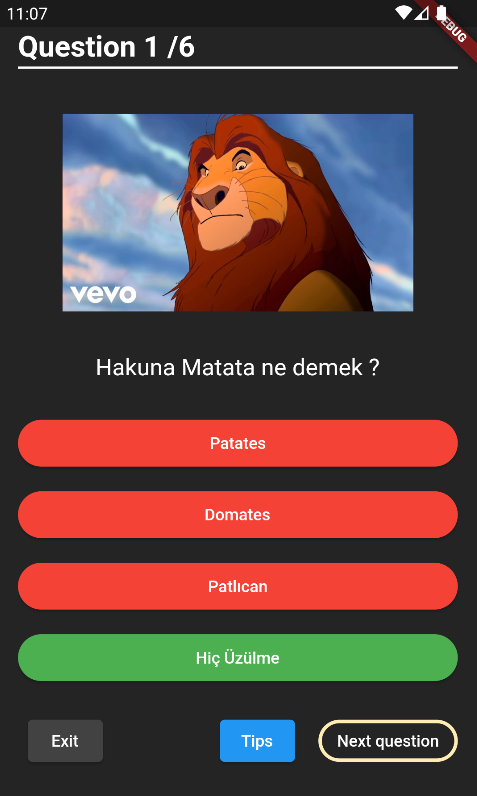 11:07
Question 1 /6
vevo
Hakuna Matata ne demek ?
Patates
Domates
Patlıcan
Hiç Üzülme
Exit
Tips
Next question